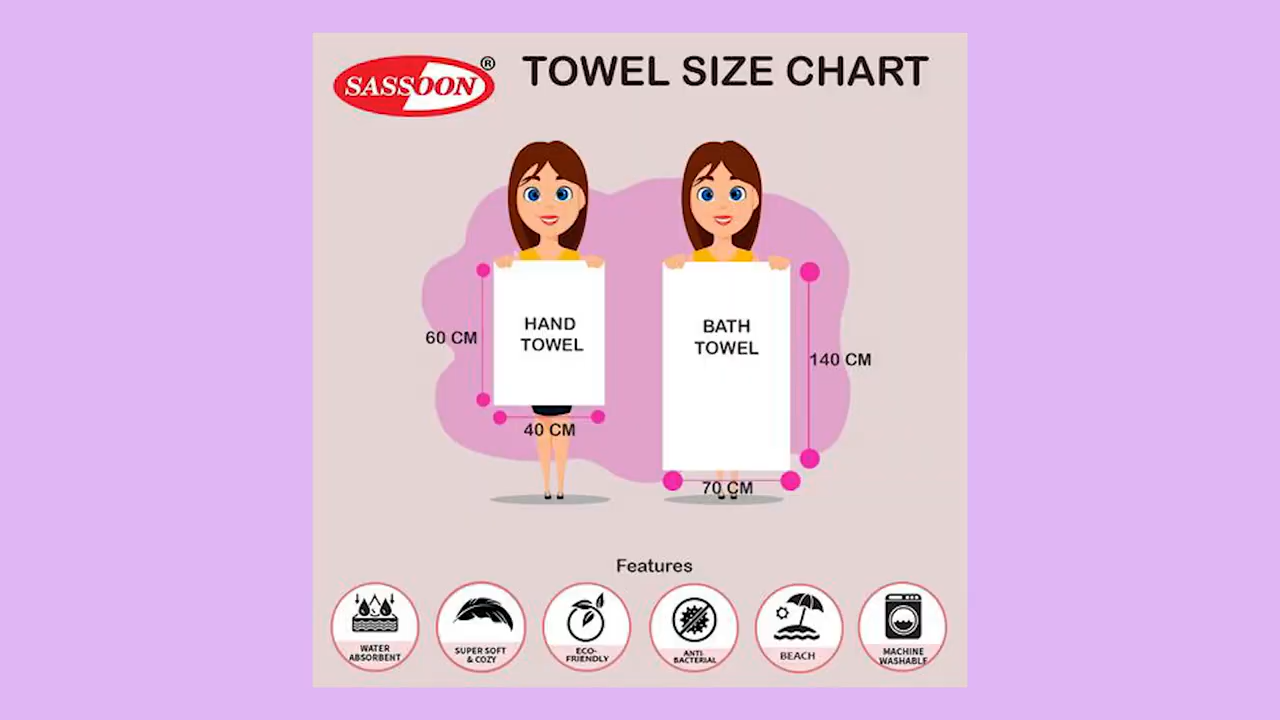 SASSOON®
TOWEL SIZE CHART
HAND
TOWEL
60 CM
40 CM
BATH
TOWEL
140 CM
70 CM
Features
WATER
ABSORBENT
SUPER SOFT
& COZY
ECO-
FRIENDLY
ANTI-
BACTERIAL
BEACH
MACHINE
WASHABLE